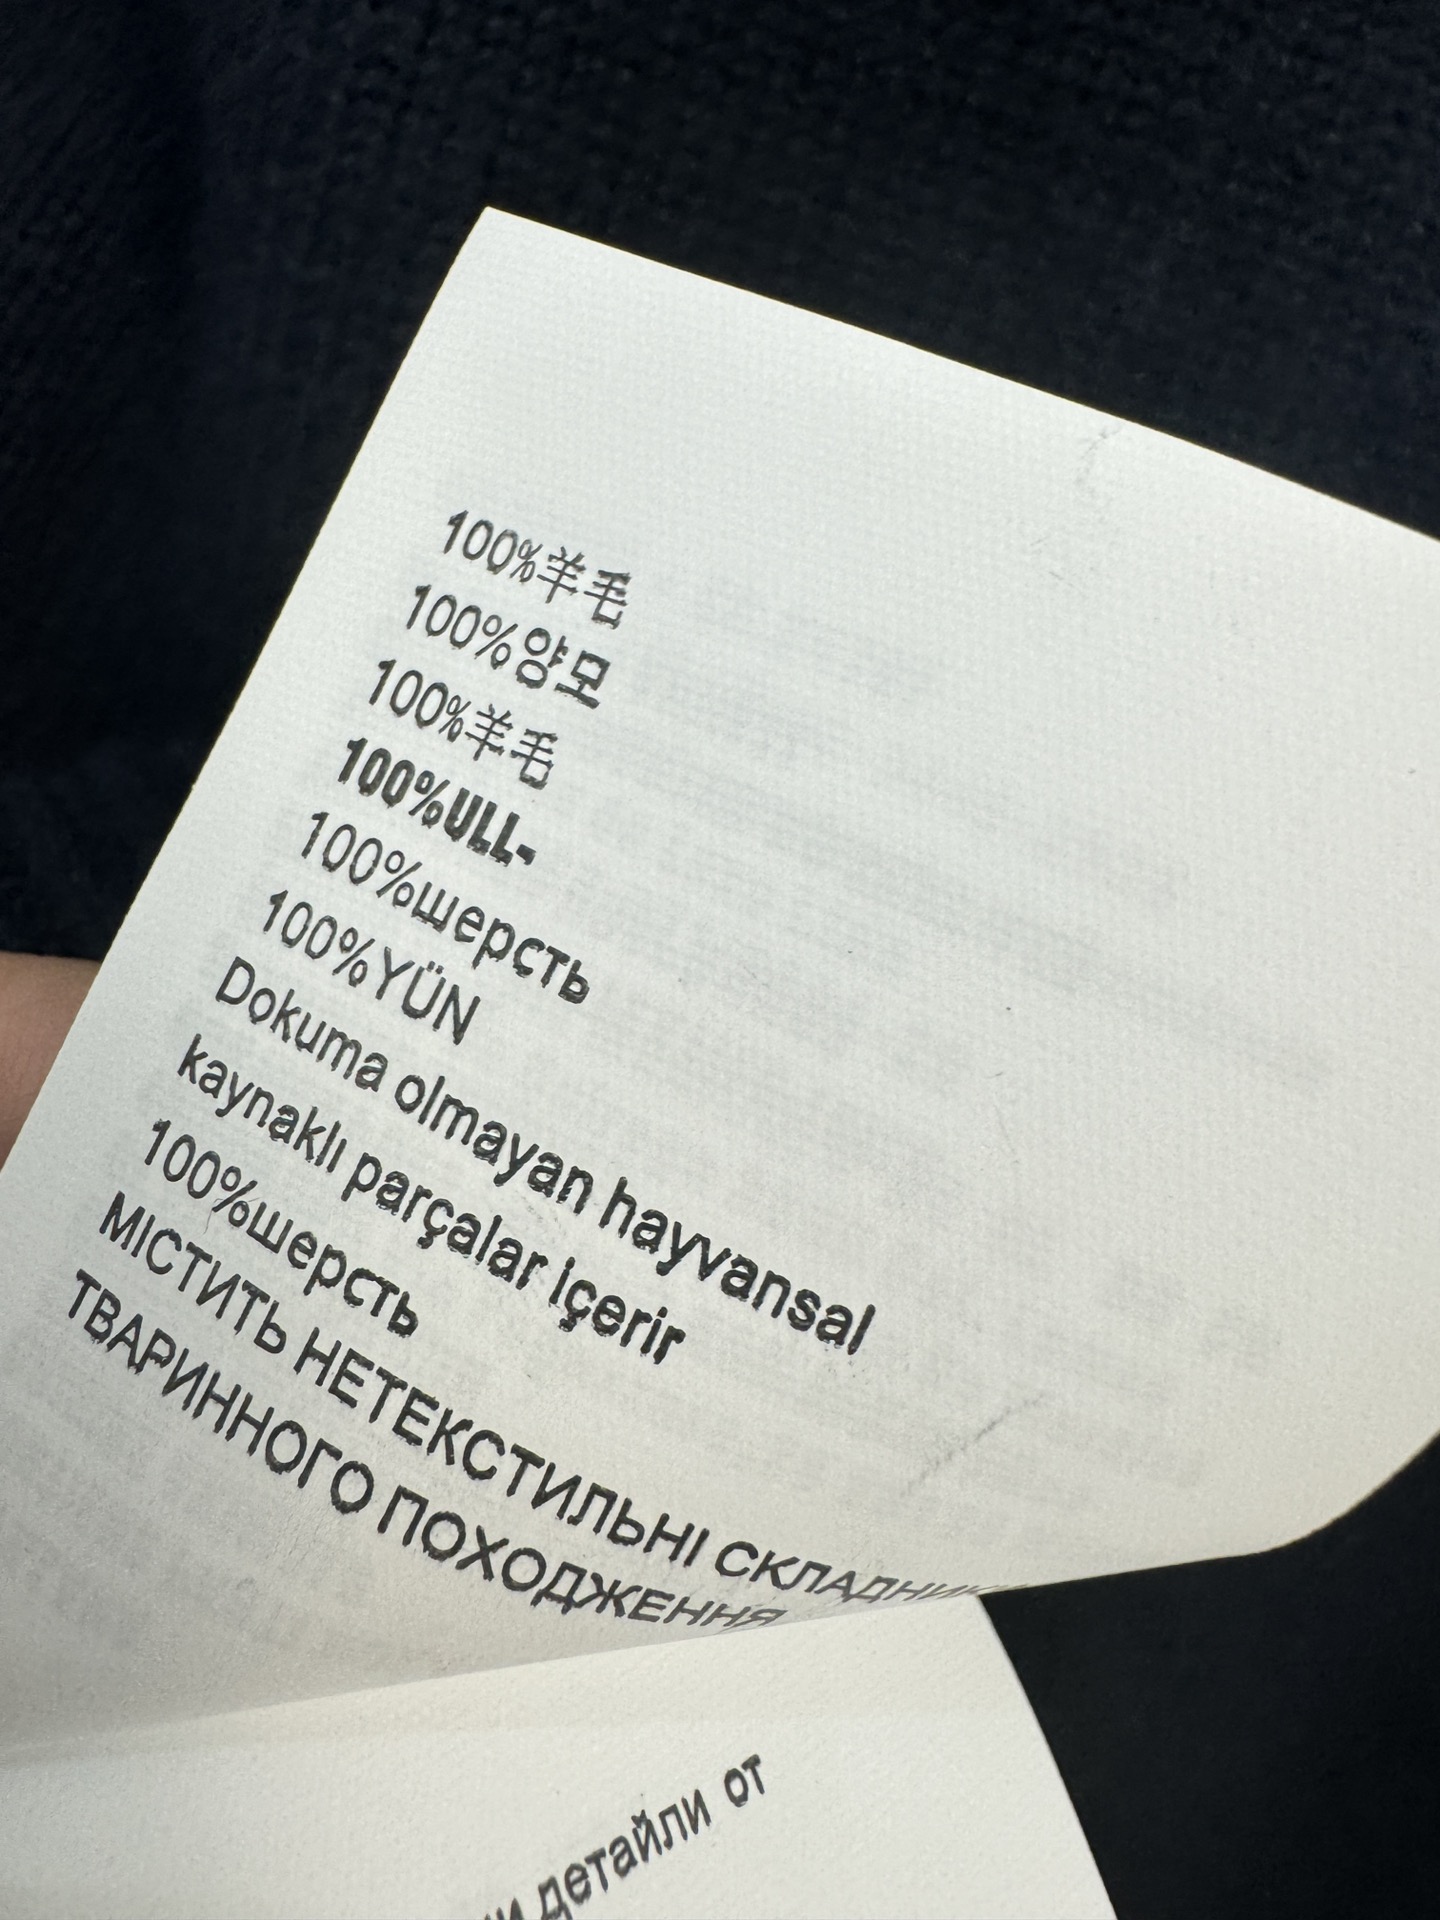 100%羊毛
100%양모
100%羊毛
100%ULL-
100%шерсть
100%YÜN
Dokuma olmayan hayvansal
kaynaklı parçalar içerir
100%шерсть
МІСТИТЬ НЕТЕКСТИЛЬНІ
ТВАРИННОГО ПОХОДЖЕННЯ
детайли от